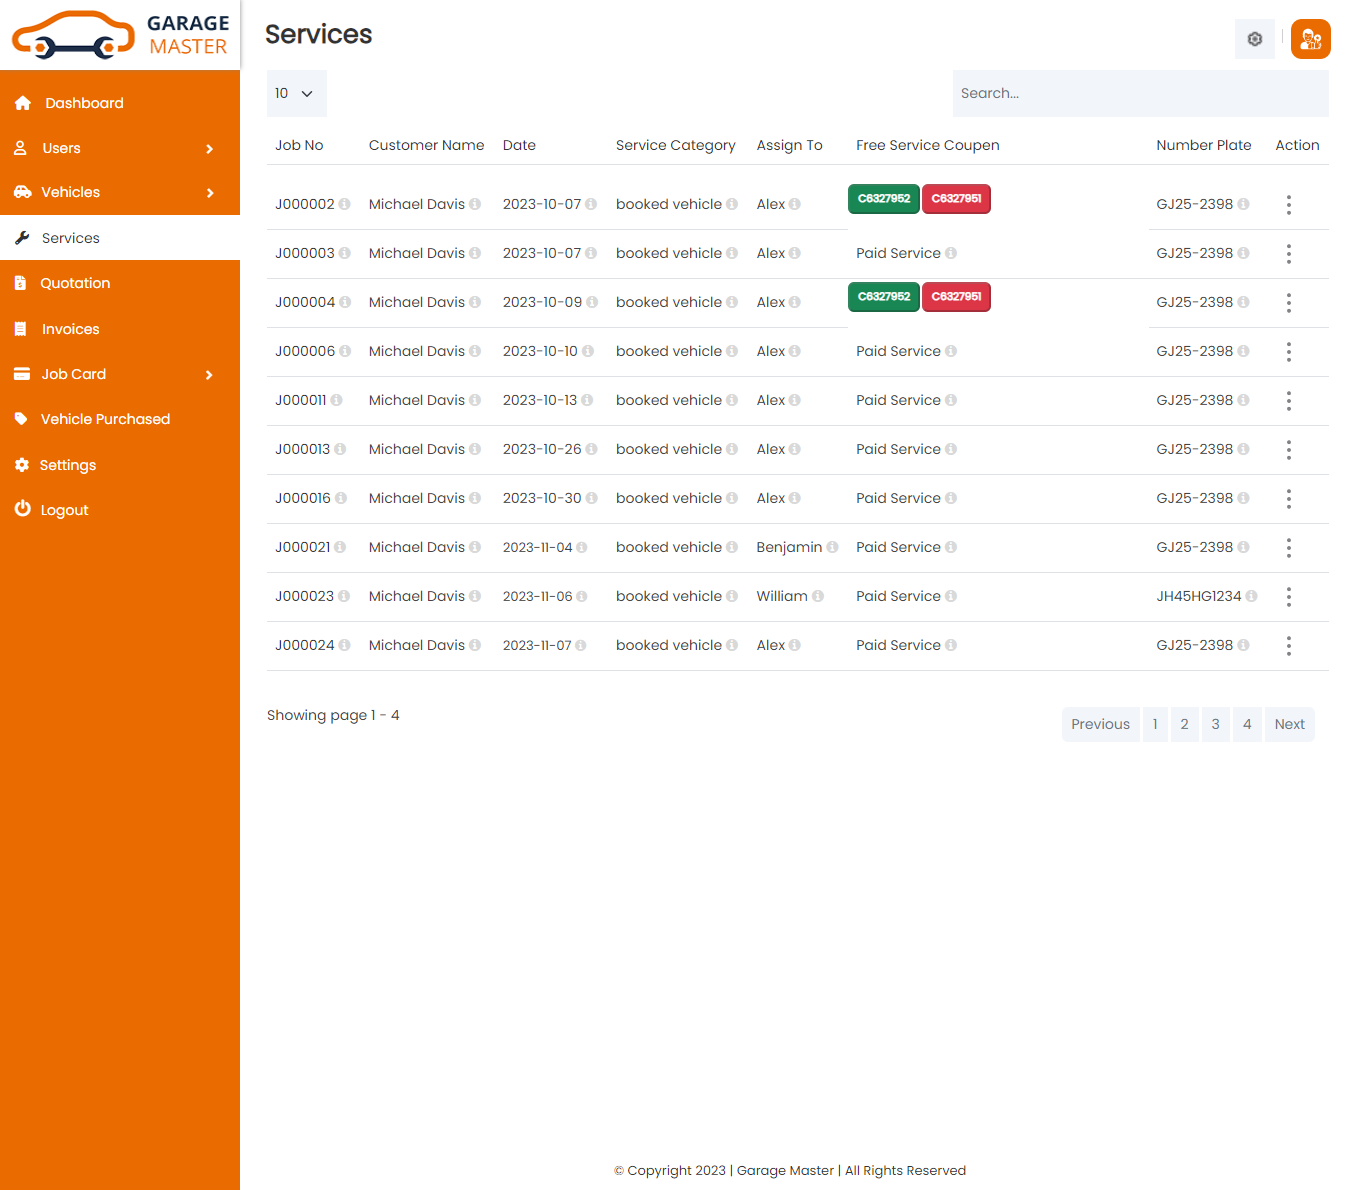 GARAGE
MASTER
Services
Dashboard
Users
Vehicles
Services
Quotation
Invoices
Job Card
Vehicle Purchased
Settings
Logout
10
Search...
Job No Customer Name Date Service Category Assign To Free Service Coupen Number Plate Action
J000002 Michael Davis 2023-10-07 booked vehicle Alex C6327952 C6327951 GJ25-2398
J000003 Michael Davis 2023-10-07 booked vehicle Alex Paid Service GJ25-2398
J000004 Michael Davis 2023-10-09 booked vehicle Alex C6327952 C6327951 GJ25-2398
J000006 Michael Davis 2023-10-10 booked vehicle Alex Paid Service GJ25-2398
J000011 Michael Davis 2023-10-13 booked vehicle Alex Paid Service GJ25-2398
J000013 Michael Davis 2023-10-26 booked vehicle Alex Paid Service GJ25-2398
J000016 Michael Davis 2023-10-30 booked vehicle Alex Paid Service GJ25-2398
J000021 Michael Davis 2023-11-04 booked vehicle Benjamin Paid Service GJ25-2398
J000023 Michael Davis 2023-11-06 booked vehicle William Paid Service JH45HG1234
J000024 Michael Davis 2023-11-07 booked vehicle Alex Paid Service GJ25-2398
Showing page 1 - 4
Previous 1 2 3 4 Next
© Copyright 2023 | Garage Master | All Rights Reserved